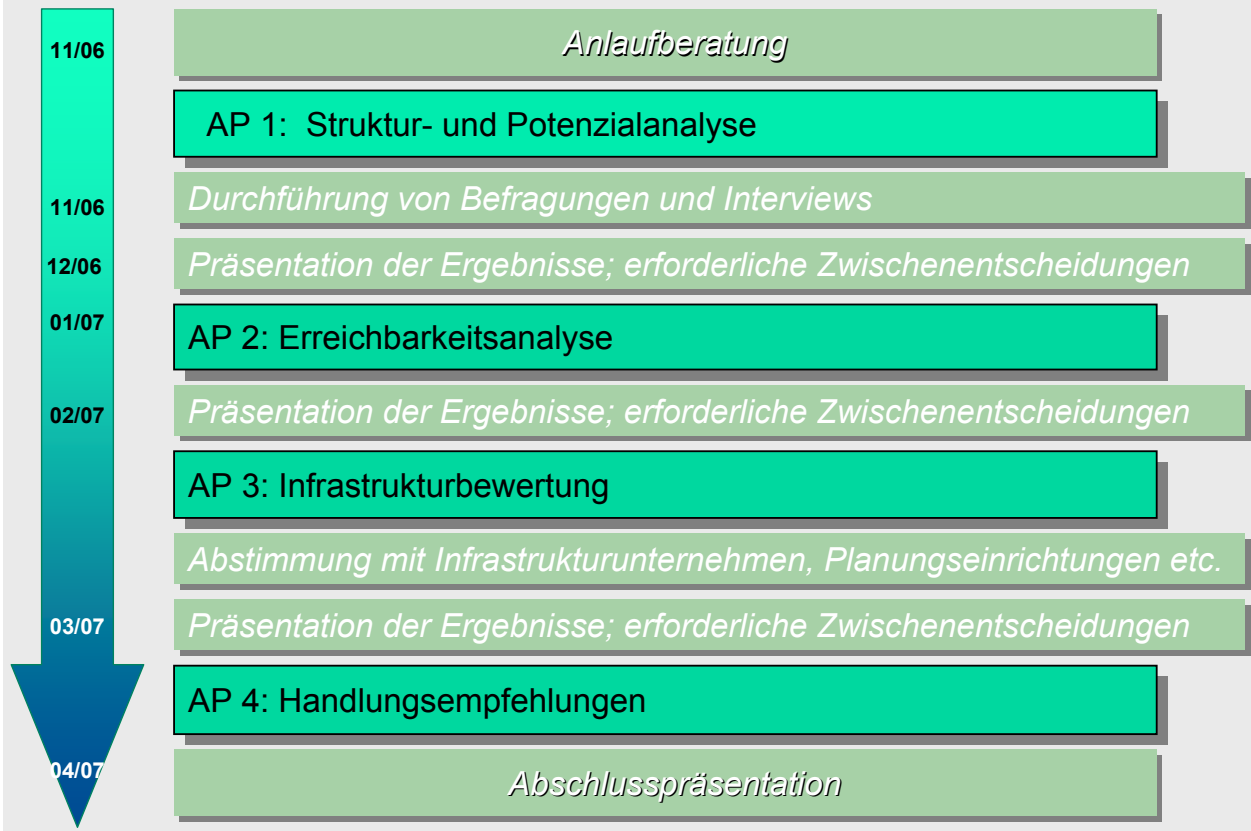 11/06
Anlaufberatung
AP 1: Struktur- und Potenzialanalyse
11/06
Durchführung von Befragungen und Interviews
12/06
Präsentation der Ergebnisse; erforderliche Zwischenentscheidungen
01/07
AP 2: Erreichbarkeitsanalyse
02/07
Präsentation der Ergebnisse; erforderliche Zwischenentscheidungen
AP 3: Infrastrukturbewertung
Abstimmung mit Infrastrukturunternehmen, Planungseinrichtungen etc.
03/07
Präsentation der Ergebnisse; erforderliche Zwischenentscheidungen
AP 4: Handlungsempfehlungen
04/07
Abschlusspräsentation